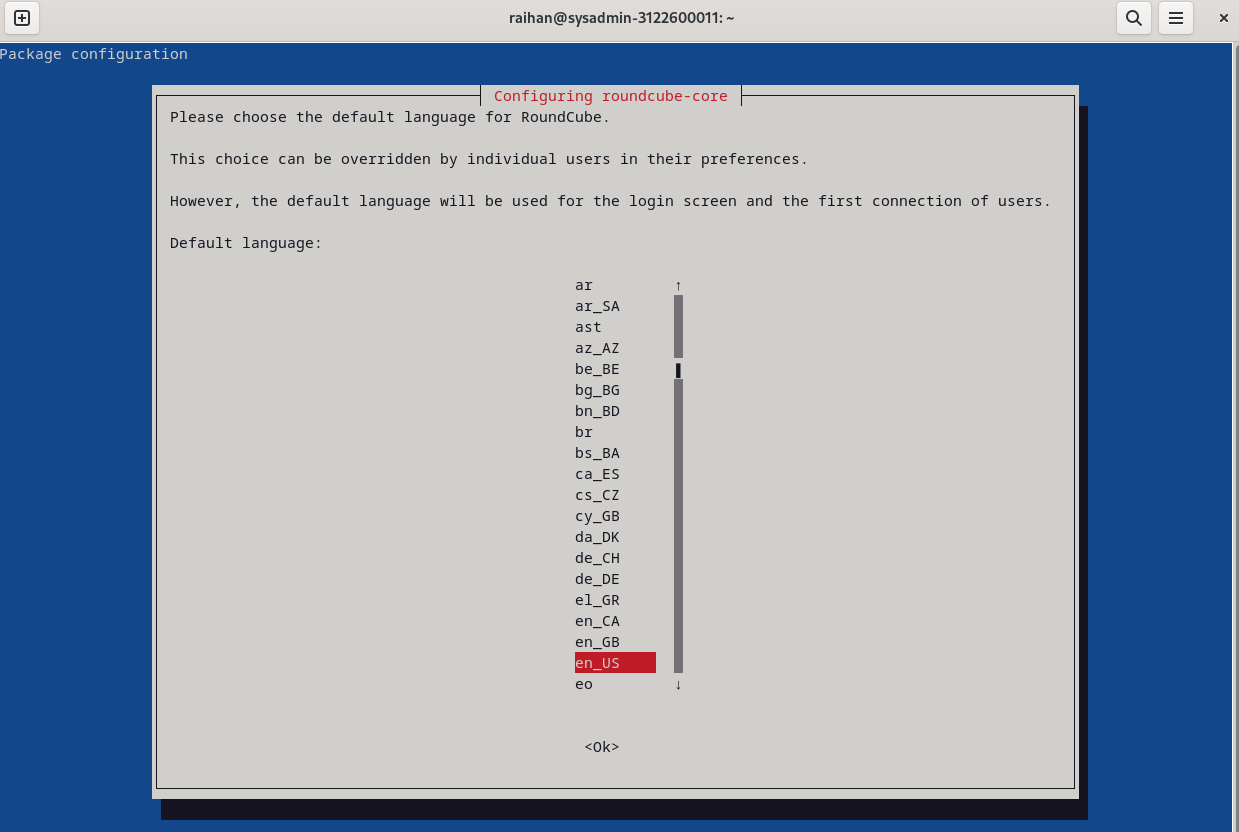 raihan@sysadmin-3122600011: ~
Package configuration
Configuring roundcube-core
Please choose the default language for RoundCube.
This choice can be overridden by individual users in their preferences.
However, the default language will be used for the login screen and the first connection of users.
Default language:
ar
ar_SA
ast
az_AZ
be_BE
bg_BG
bn_BD
br
bs_BA
ca_ES
cs_CZ
cy_GB
da_DK
de_CH
de_DE
el_GR
en_CA
en_GB
en_US
eo
<Ok>